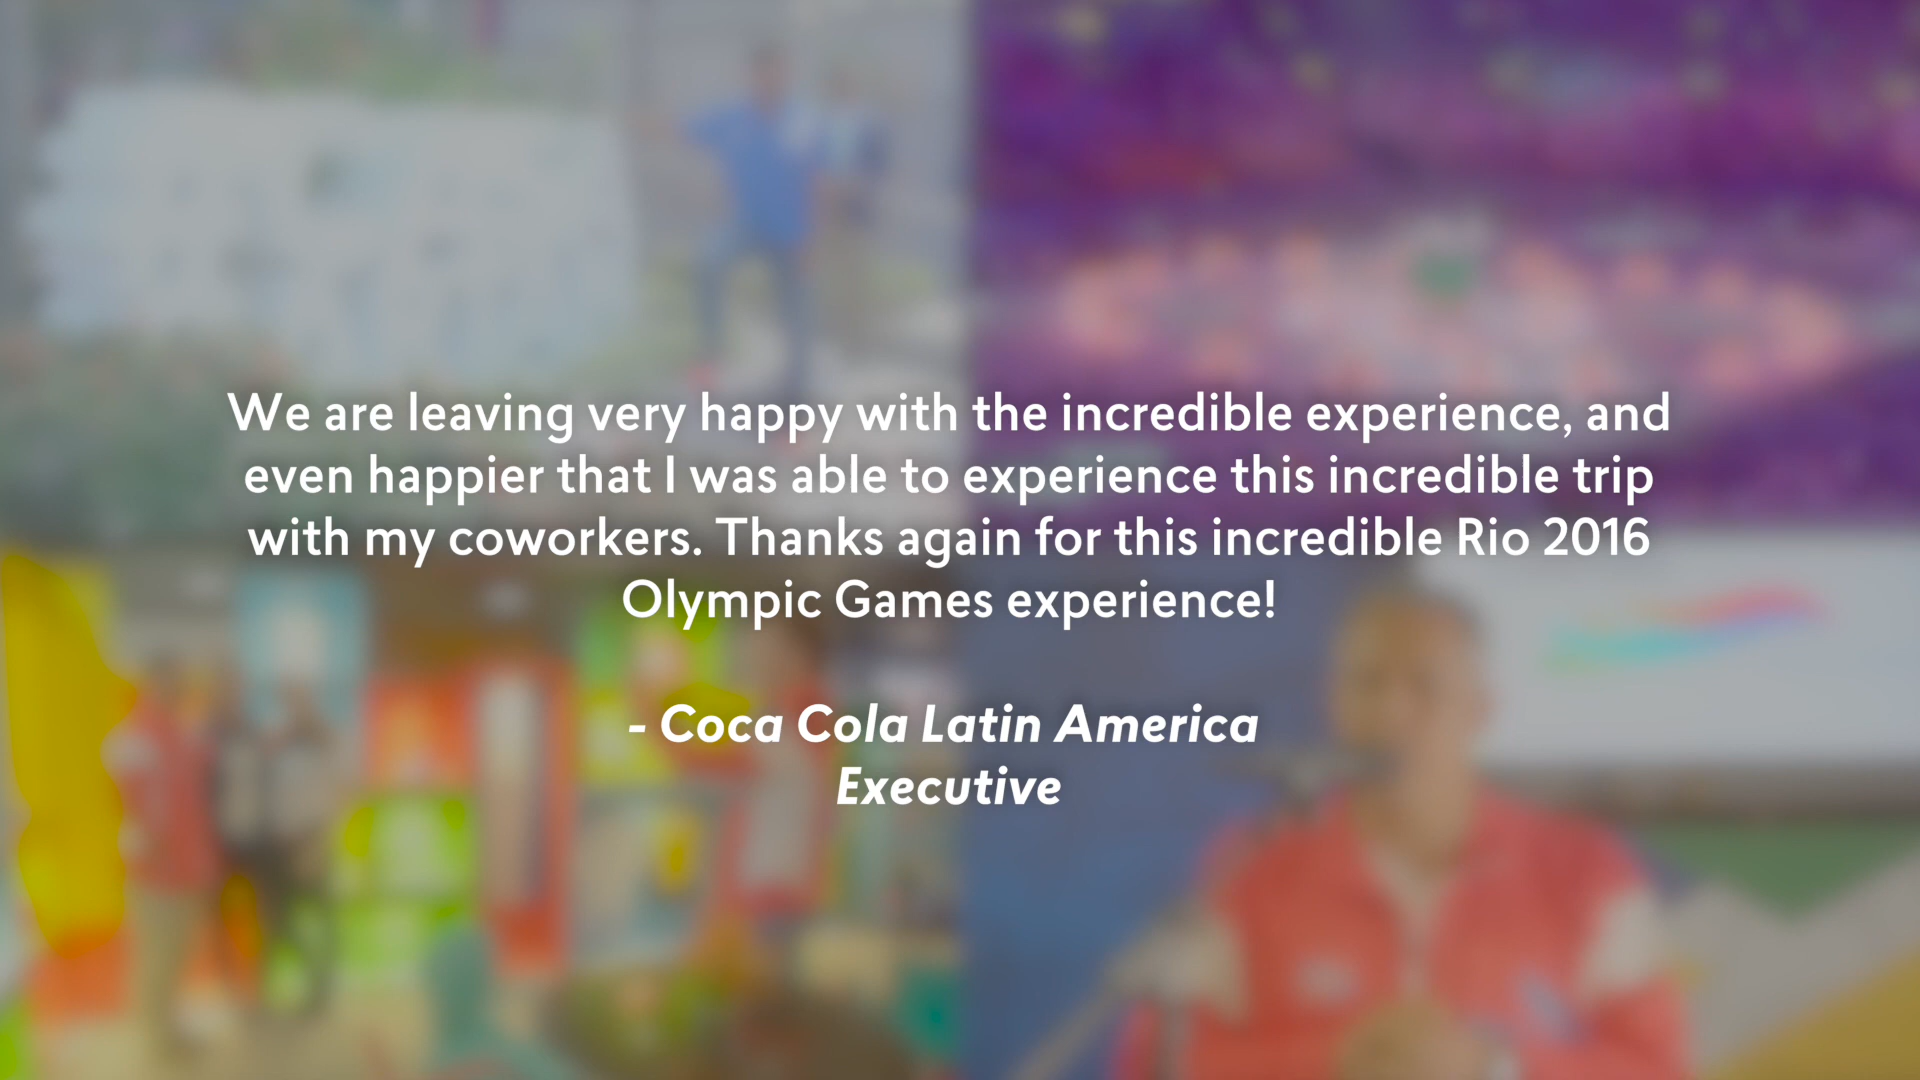 We are leaving very happy with the incredible experience, and
even happier that I was able to experience this incredible trip
with my coworkers. Thanks again for this incredible Rio 2016
Olympic Games experience!
- Coca Cola Latin America
Executive